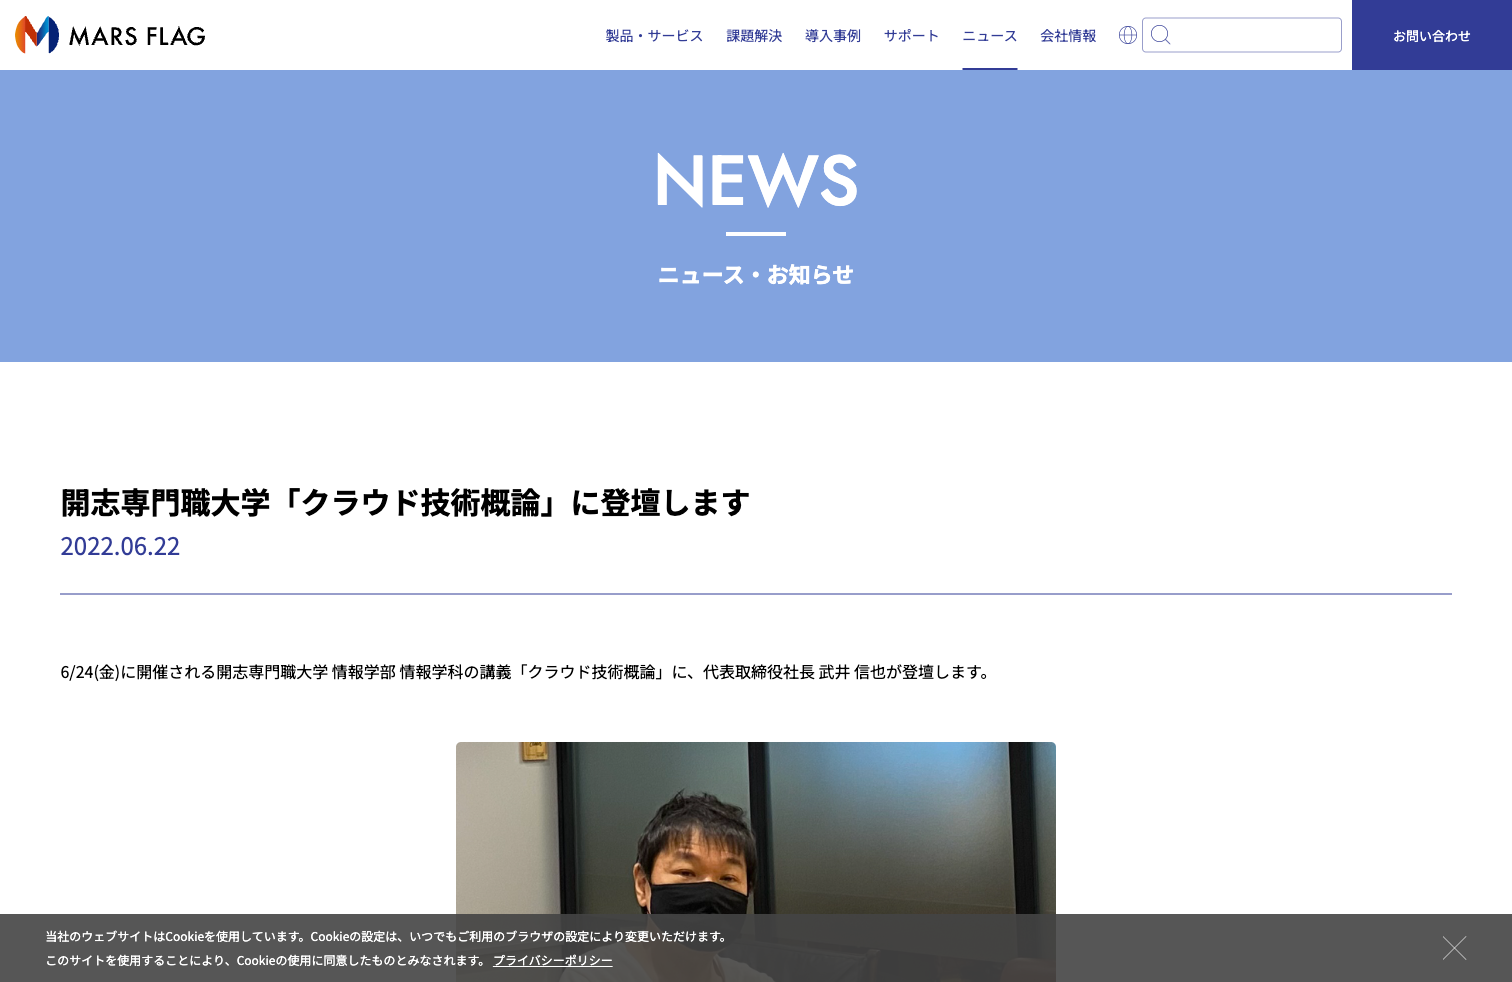 MARS FLAG
製品・サービス 課題解決 導入事例 サポート ニュース 会社情報
お問い合わせ
NEWS
ニュース・お知らせ
開志専門職大学「クラウド技術概論」に登壇します
2022.06.22
6/24(金)に開催される開志専門職大学 情報学部 情報学科の講義「クラウド技術概論」に、代表取締役社長 武井 信也が登壇します。
当社のウェブサイトはCookieを使用しています。Cookieの設定は、いつでもご利用のブラウザの設定により変更いただけます。
このサイトを使用することにより、Cookieの使用に同意したものとみなされます。 プライバシーポリシー